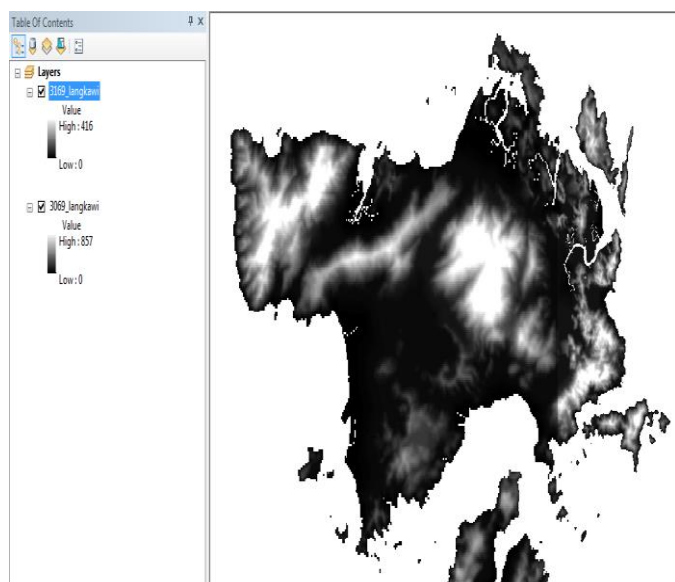 Table Of Contents
Layers
3169_langkawi
Value
High : 416
Low : 0
3069_langkawi
Value
High : 857
Low : 0